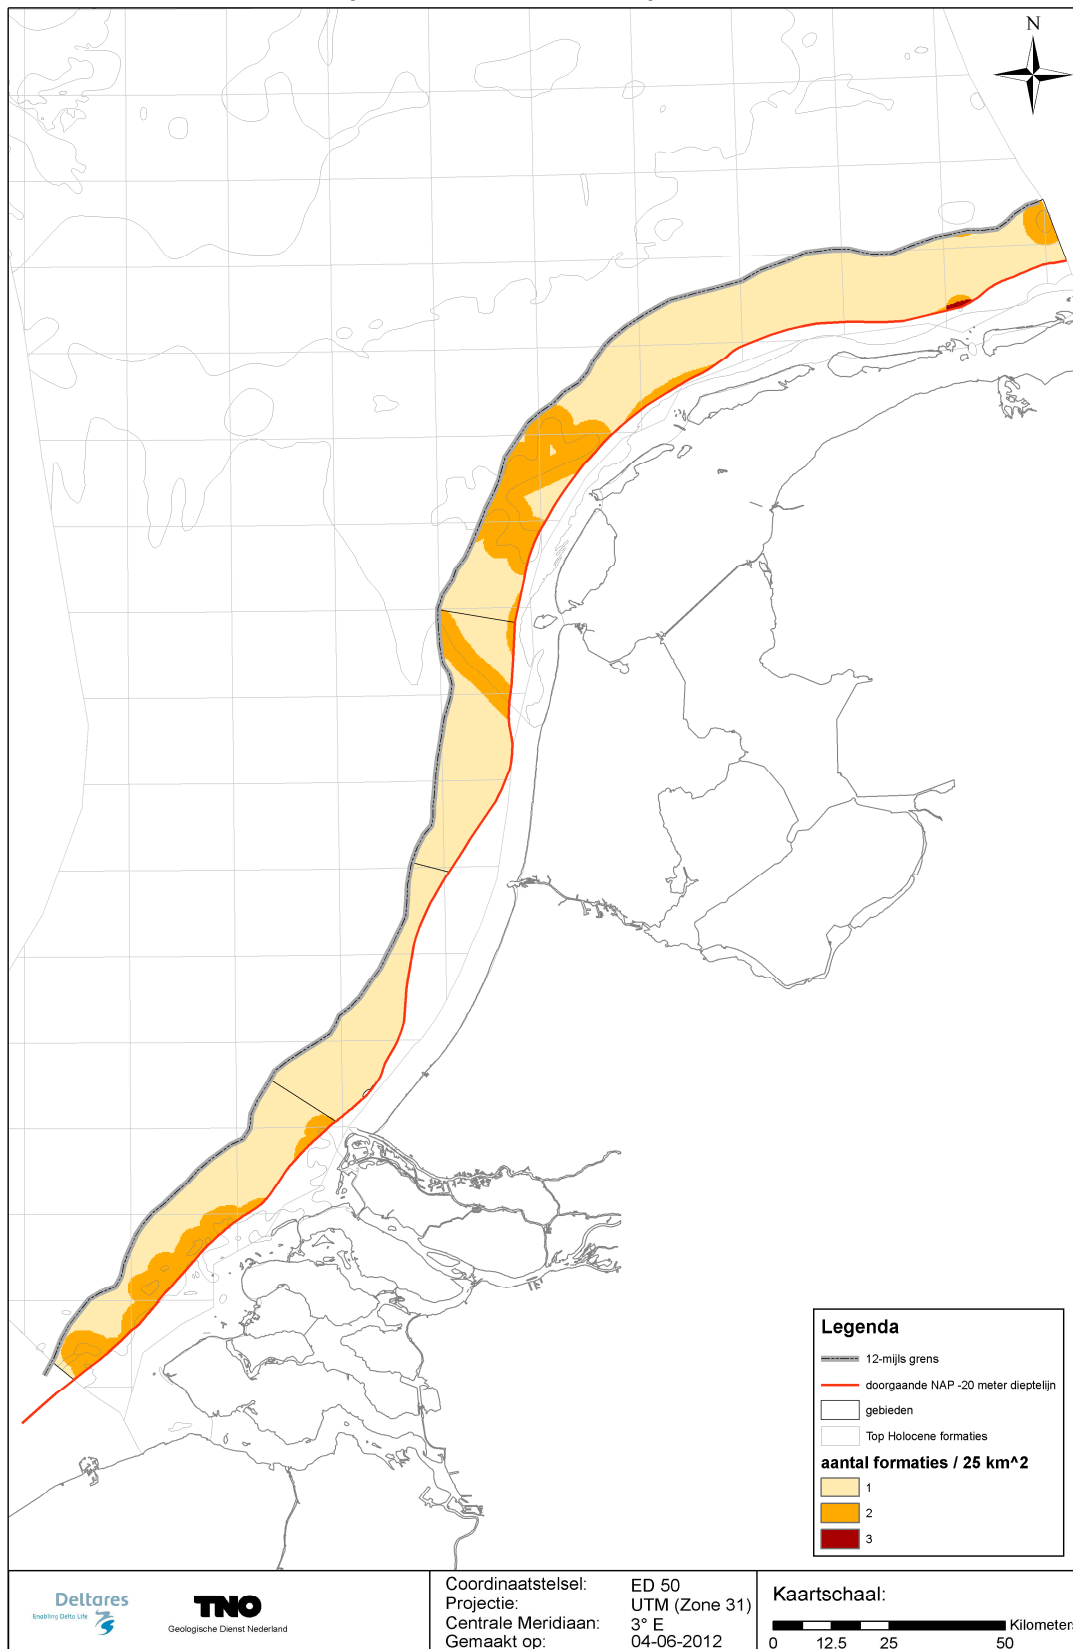 N
Legenda
12-mijls grens
doorgaande NAP -20 meter dieptelijn
gebieden
Top Holocene formaties
aantal formaties / 25 km^2
1
2
3
Deltares
Enabling Delta Life
TNO
Geologische Dienst Nederland
Coordinaatstelsel: ED 50
Projectie: UTM (Zone 31)
Centrale Meridiaan: 3° E
Gemaakt op: 04-06-2012
Kaartschaal:
Kilometers
0 12.5 25 50